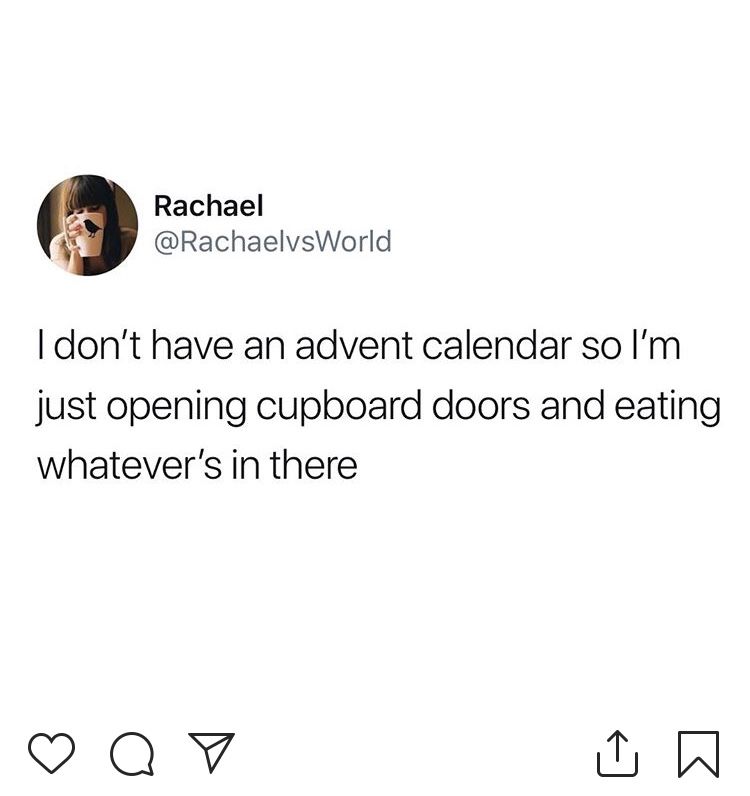 Rachael
@RachaelvsWorld
I don’t have an advent calendar so I’m
just opening cupboard doors and eating
whatever’s in there